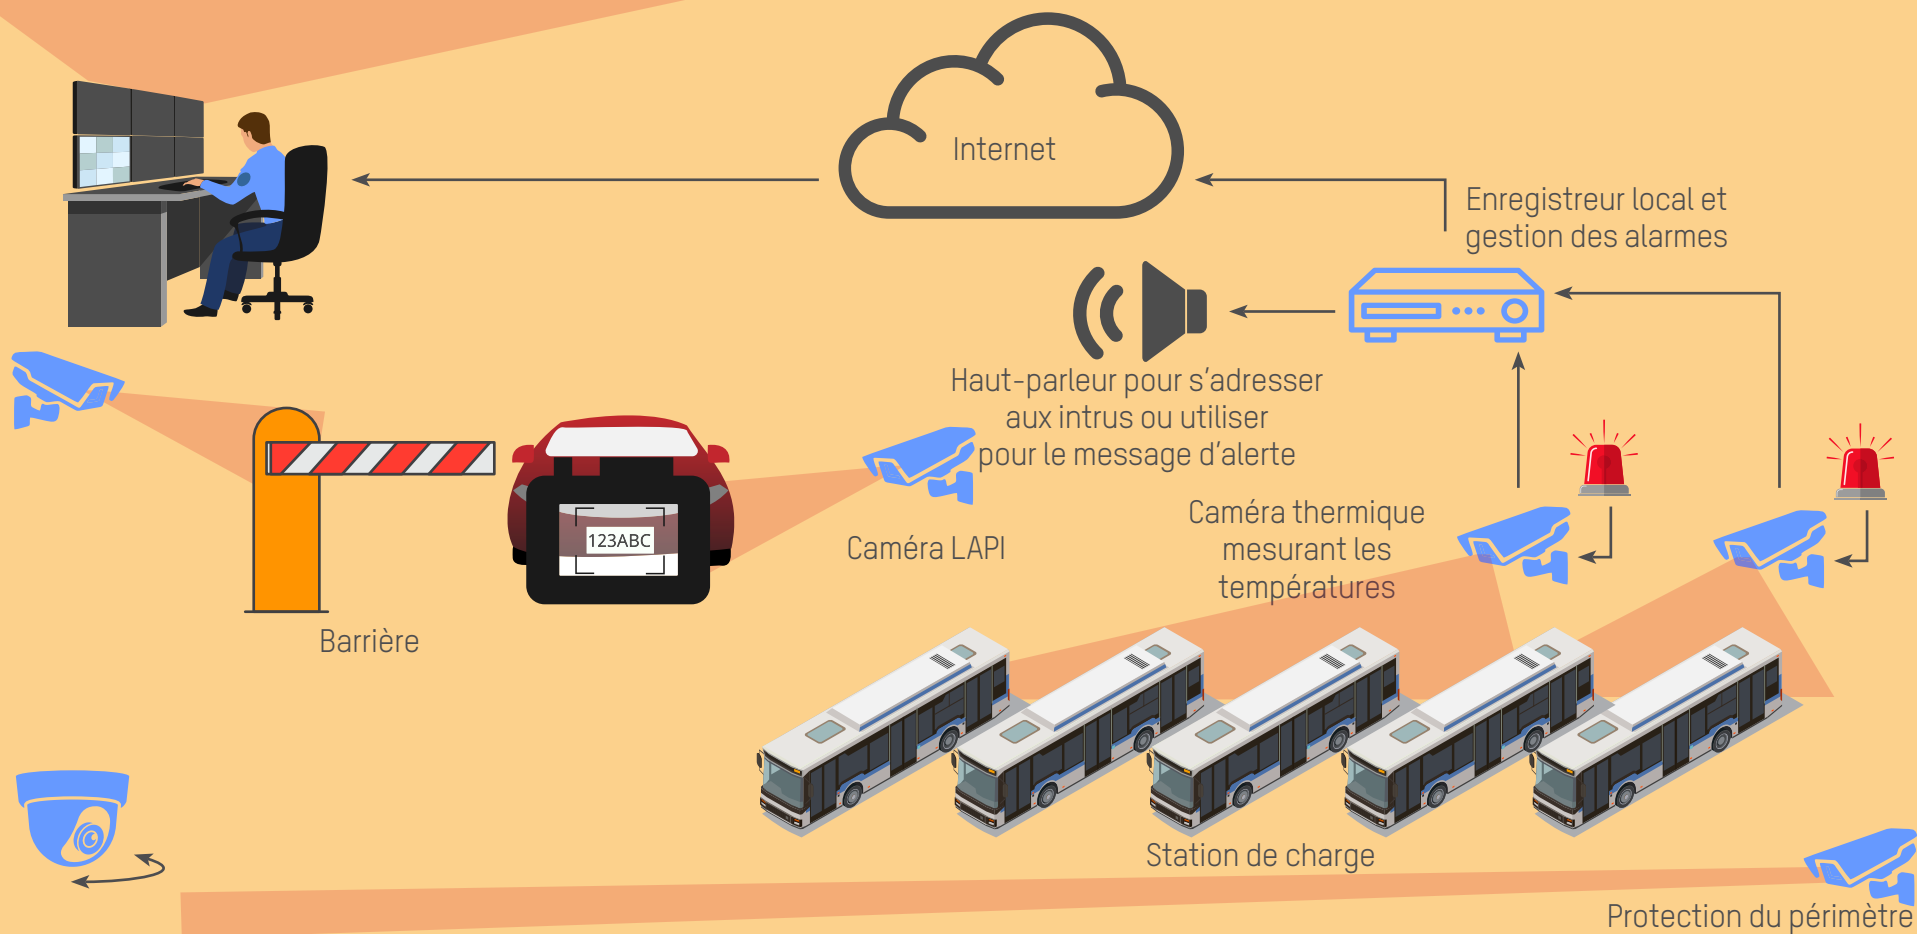 Internet
Enregistreur local et
gestion des alarmes
Haut-parleur pour s'adresser
aux intrus ou utiliser
pour le message d'alerte
123ABC
Caméra LAPI
Caméra thermique
mesurant les
températures
Barrière
Station de charge
Protection du périmètre